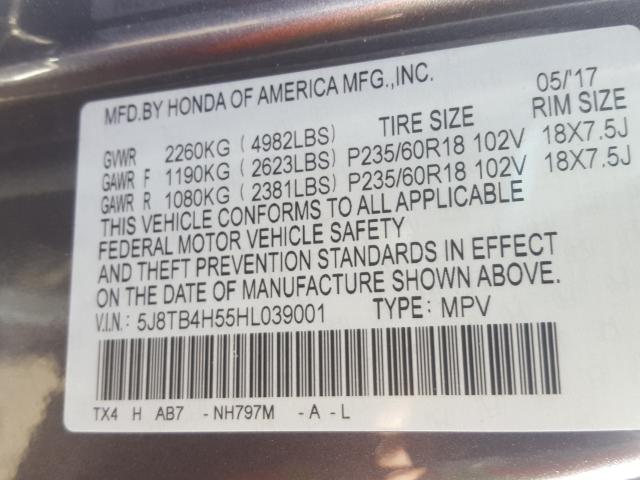 MFD.BY HONDA OF AMERICA MFG.,INC. 05/'17
GVWR 2260KG (4982LBS) TIRE SIZE RIM SIZE
GAWR F 1190KG (2623LBS) P235/60R18 102V 18X7.5J
GAWR R 1080KG (2381LBS) P235/60R18 102V 18X7.5J
THIS VEHICLE CONFORMS TO ALL APPLICABLE
FEDERAL MOTOR VEHICLE SAFETY
AND THEFT PREVENTION STANDARDS IN EFFECT
ON THE DATE OF MANUFACTURE SHOWN ABOVE.
V.I.N.: 5J8TB4H55HL039001 TYPE: MPV
TX4 H AB7 - NH797M - A - L